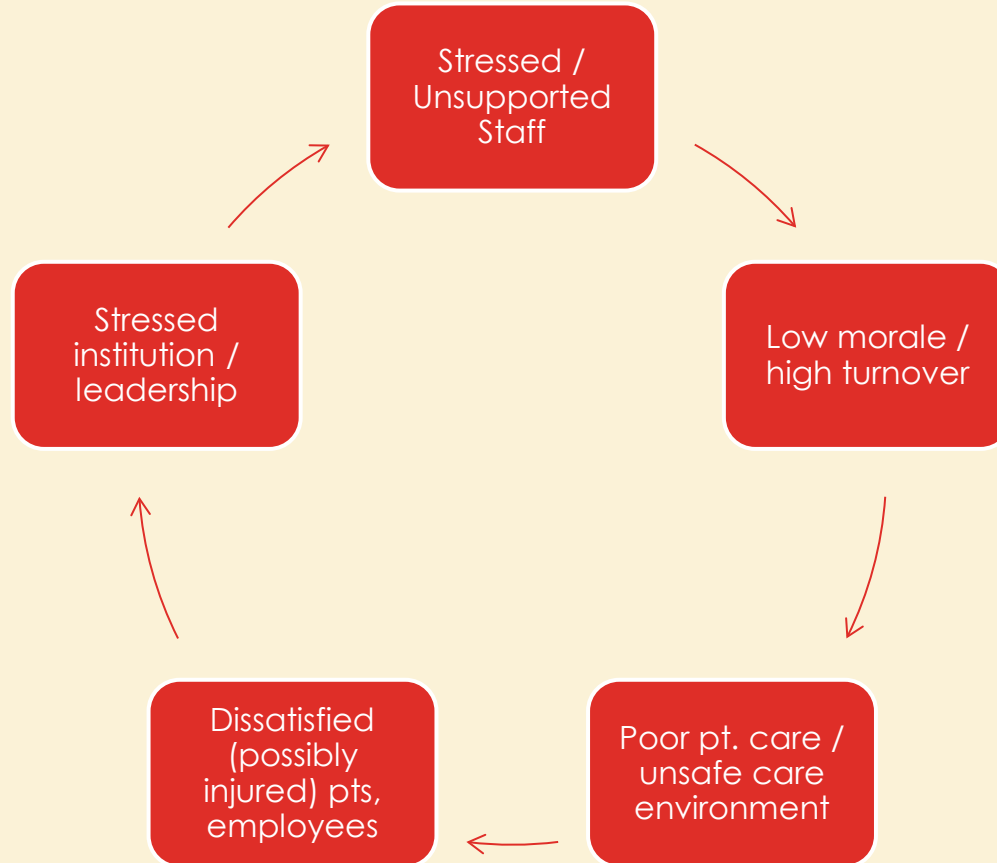 Stressed /
Unsupported
Staff
Low morale /
high turnover
Poor pt. care /
unsafe care
environment
Dissatisfied
(possibly
injured) pts,
employees
Stressed
institution /
leadership